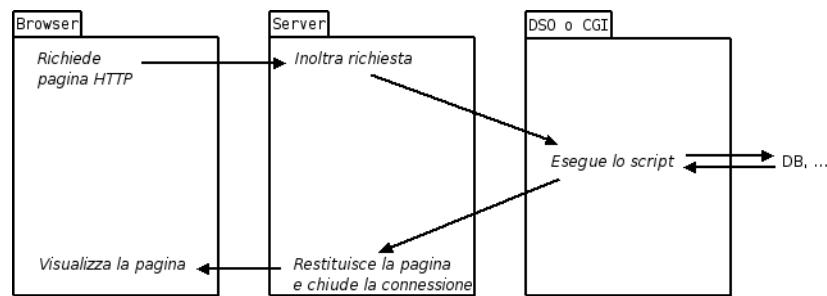 Browser
Server
DSO o CGI
Richiede
pagina HTTP
Inoltra richiesta
Esegue lo script
DB, ...
Visualizza la pagina
Restituisce la pagina
e chiude la connessione